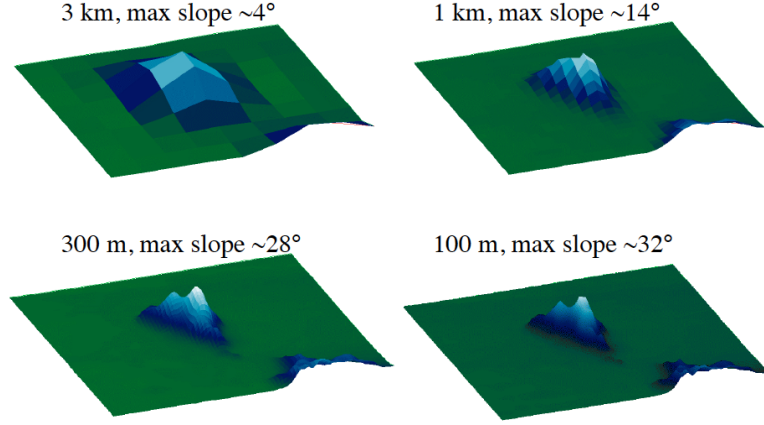 3 km, max slope ~4°
1 km, max slope ~14°
300 m, max slope ~28°
100 m, max slope ~32°